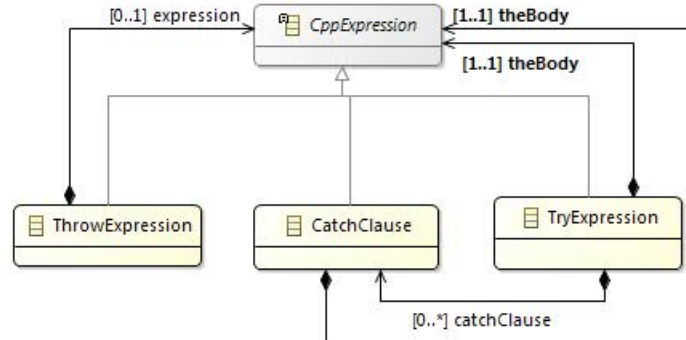 [0..1] expression
CppExpression
[1..1] theBody
[1..1] theBody
ThrowExpression
CatchClause
TryExpression
[0..*] catchClause